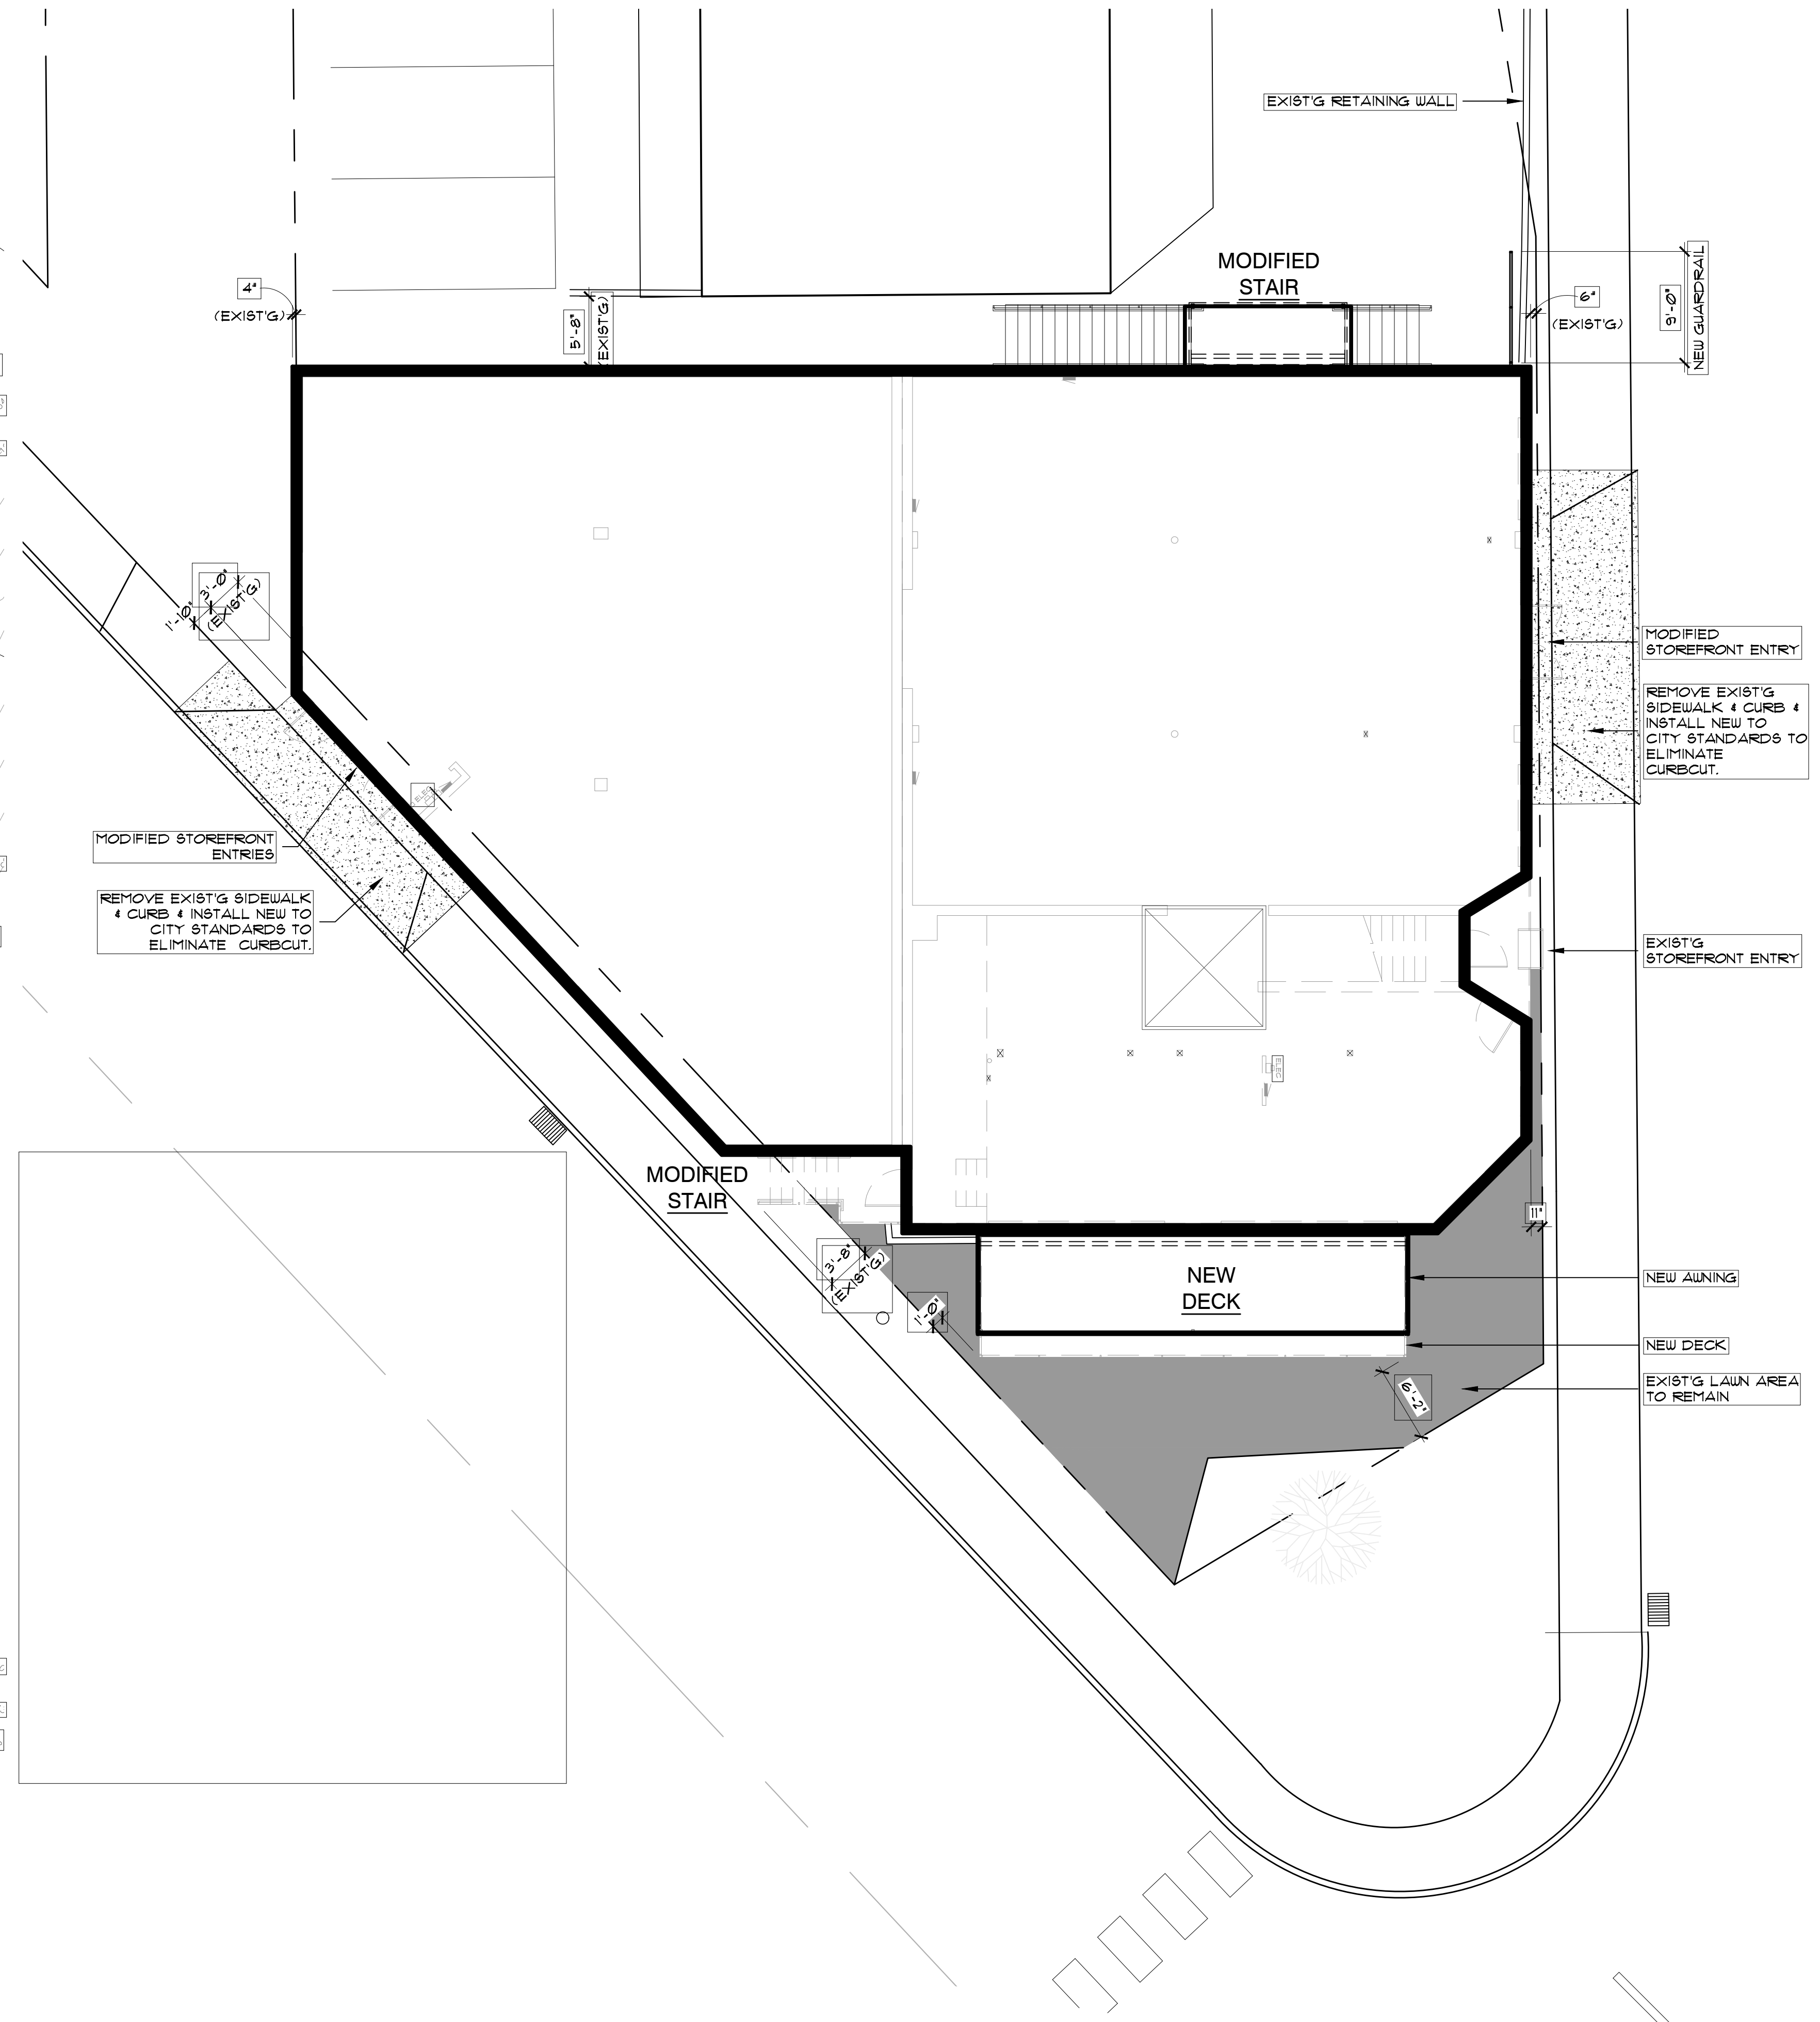 EXIST'G RETAINING WALL
MODIFIED
STAIR
4"
(EXIST'G)
5'-8"
(EXIST'G)
6"
(EXIST'G)
9'-0"
NEW GUARDRAIL
3'-0"
1'-10"
(EXIST'G)
MODIFIED
STOREFRONT ENTRY
REMOVE EXIST'G
SIDEWALK & CURB &
INSTALL NEW TO
CITY STANDARDS TO
ELIMINATE
CURBCUT.
MODIFIED STOREFRONT
ENTRIES
REMOVE EXIST'G SIDEWALK
& CURB & INSTALL NEW TO
CITY STANDARDS TO
ELIMINATE CURBCUT.
EXIST'G
STOREFRONT ENTRY
ELEC
MODIFIED
STAIR
11"
3'-8"
(EXIST'G)
1'-0"
NEW
DECK
NEW AWNING
NEW DECK
EXIST'G LAWN AREA
TO REMAIN
6'-2"